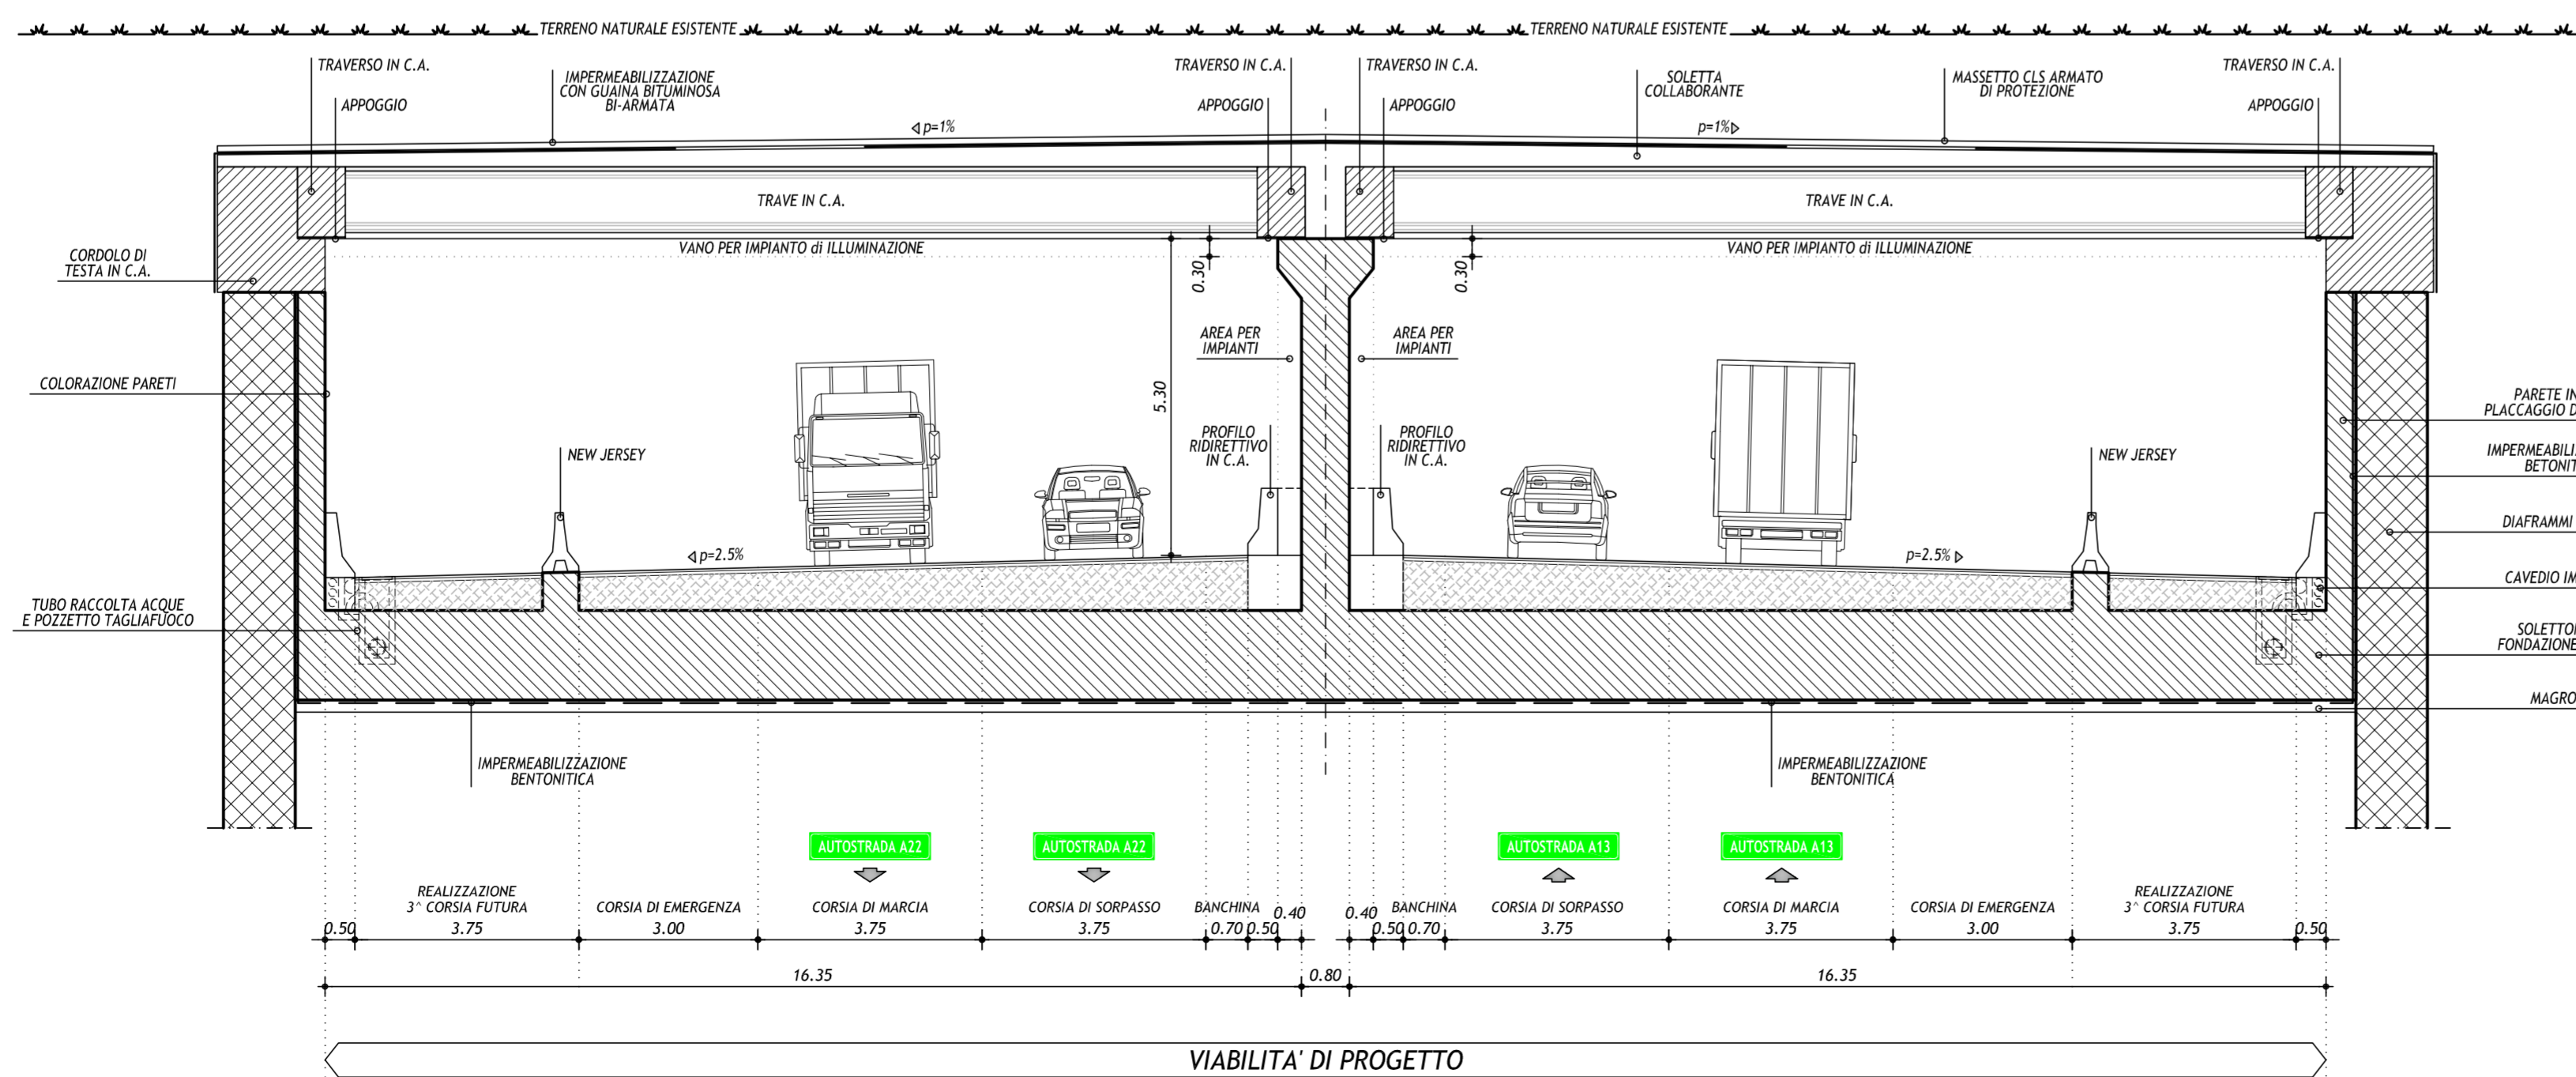 TERRENO NATURALE ESISTENTE
TERRENO NATURALE ESISTENTE
TRAVERSO IN C.A.
IMPERMEABILIZZAZIONE
CON GUAINA BITUMINOSA
BI-ARMATA
TRAVERSO IN C.A.
TRAVERSO IN C.A.
SOLETTA
COLLABORANTE
MASSETTO CLS ARMATO
DI PROTEZIONE
TRAVERSO IN C.A.
APPOGGIO
APPOGGIO
APPOGGIO
APPOGGIO
p=1%
p=1%
TRAVE IN C.A.
TRAVE IN C.A.
VANO PER IMPIANTO di ILLUMINAZIONE
VANO PER IMPIANTO di ILLUMINAZIONE
CORDOLO DI
TESTA IN C.A.
0.30
0.30
AREA PER
IMPIANTI
AREA PER
IMPIANTI
COLORAZIONE PARETI
5.30
PARETE IN
PLACCAGGIO D
NEW JERSEY
PROFILO
RIDIRETTIVO
IN C.A.
PROFILO
RIDIRETTIVO
IN C.A.
NEW JERSEY
IMPERMEABILI
BETONIT
DIAFRAMMI
p=2.5%
p=2.5%
CAVEDIO IM
TUBO RACCOLTA ACQUE
E POZZETTO TAGLIAFUOCO
SOLETTO
FONDAZIONE
MAGRO
IMPERMEABILIZZAZIONE
BENTONITICA
IMPERMEABILIZZAZIONE
BENTONITICA
AUTOSTRADA A22
AUTOSTRADA A22
AUTOSTRADA A13
AUTOSTRADA A13
REALIZZAZIONE
3^ CORSIA FUTURA
CORSIA DI EMERGENZA
CORSIA DI MARCIA
CORSIA DI SORPASSO
BANCHINA
BANCHINA
CORSIA DI SORPASSO
CORSIA DI MARCIA
CORSIA DI EMERGENZA
REALIZZAZIONE
3^ CORSIA FUTURA
0.50 3.75 3.00 3.75 3.75 0.70 0.50 0.40 0.40 0.50 0.70 3.75 3.75 3.00 3.75 0.50
16.35 0.80 16.35
VIABILITA' DI PROGETTO